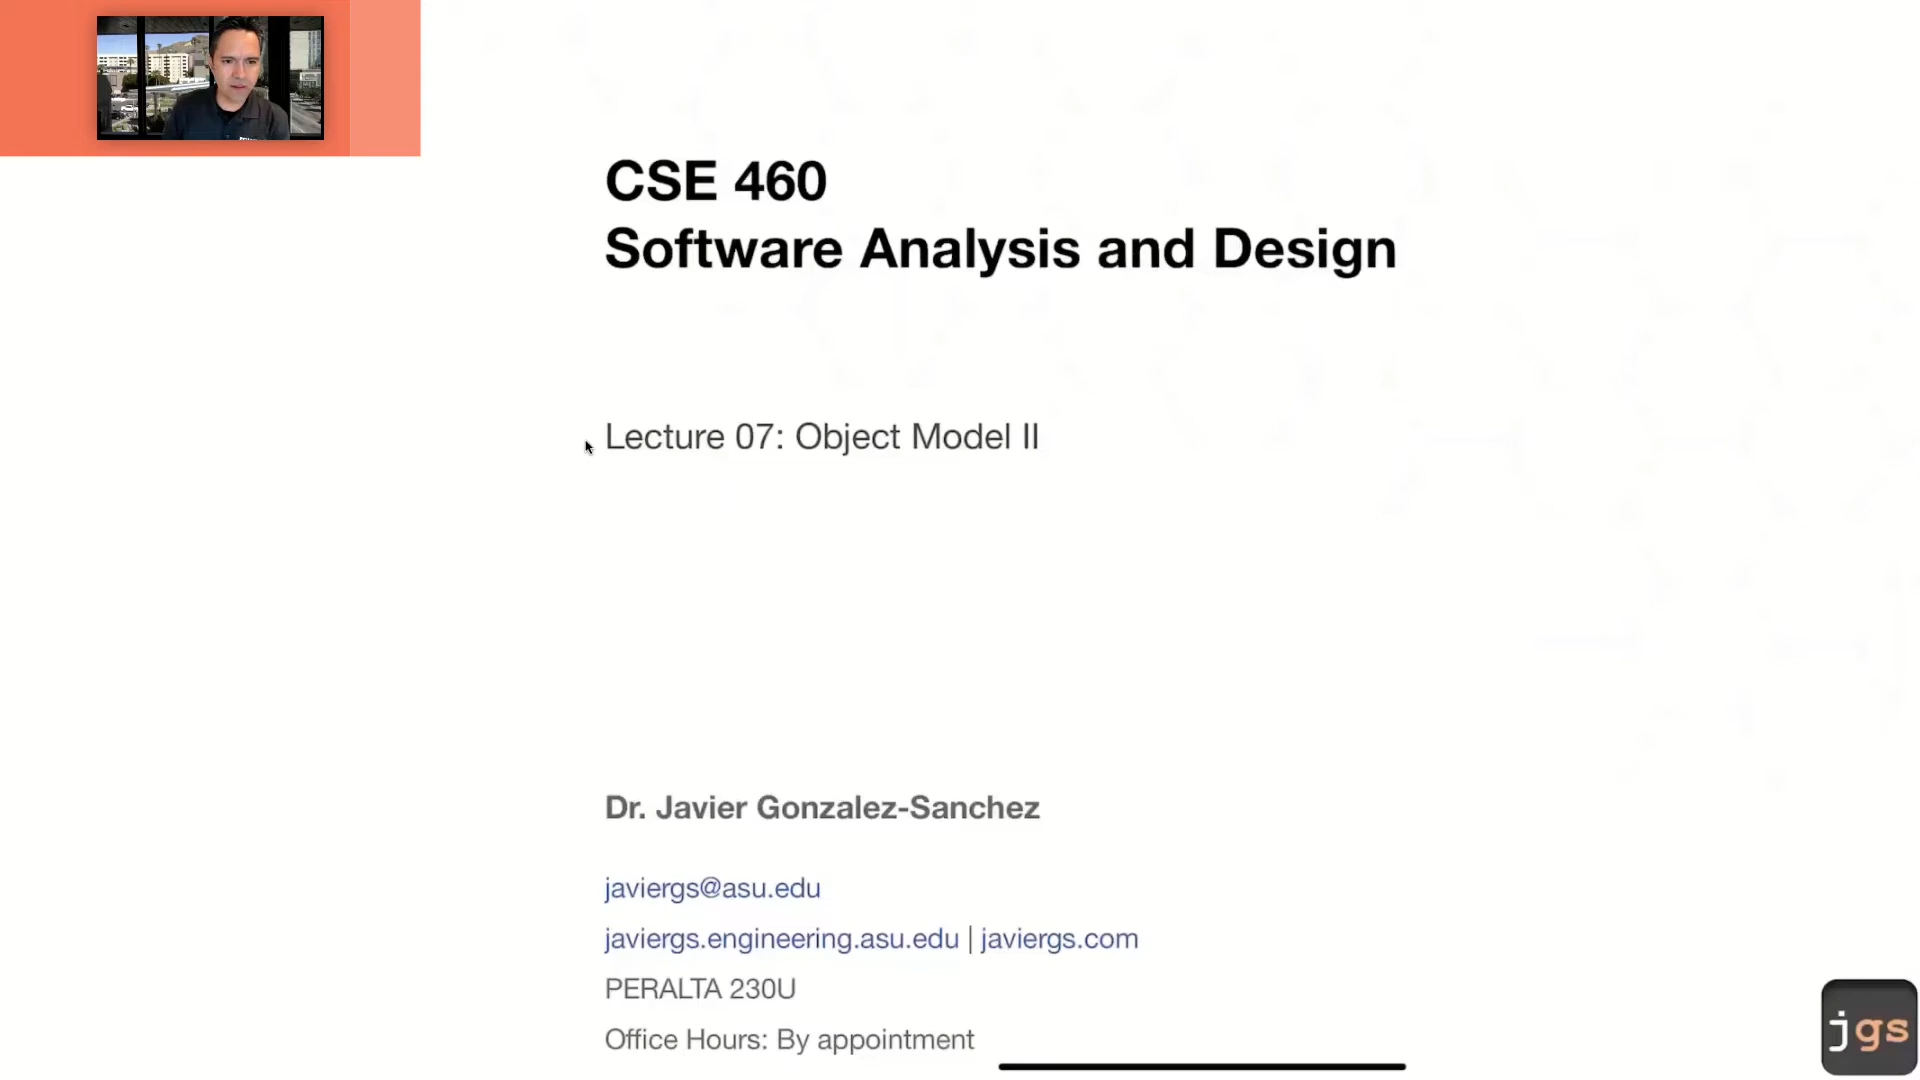 CSE 460
Software Analysis and Design
Lecture 07: Object Model II
Dr. Javier Gonzalez-Sanchez
javiergs@asu.edu
javiergs.engineering.asu.edu | javiergs.com
PERALTA 230U
Office Hours: By appointment
jgs